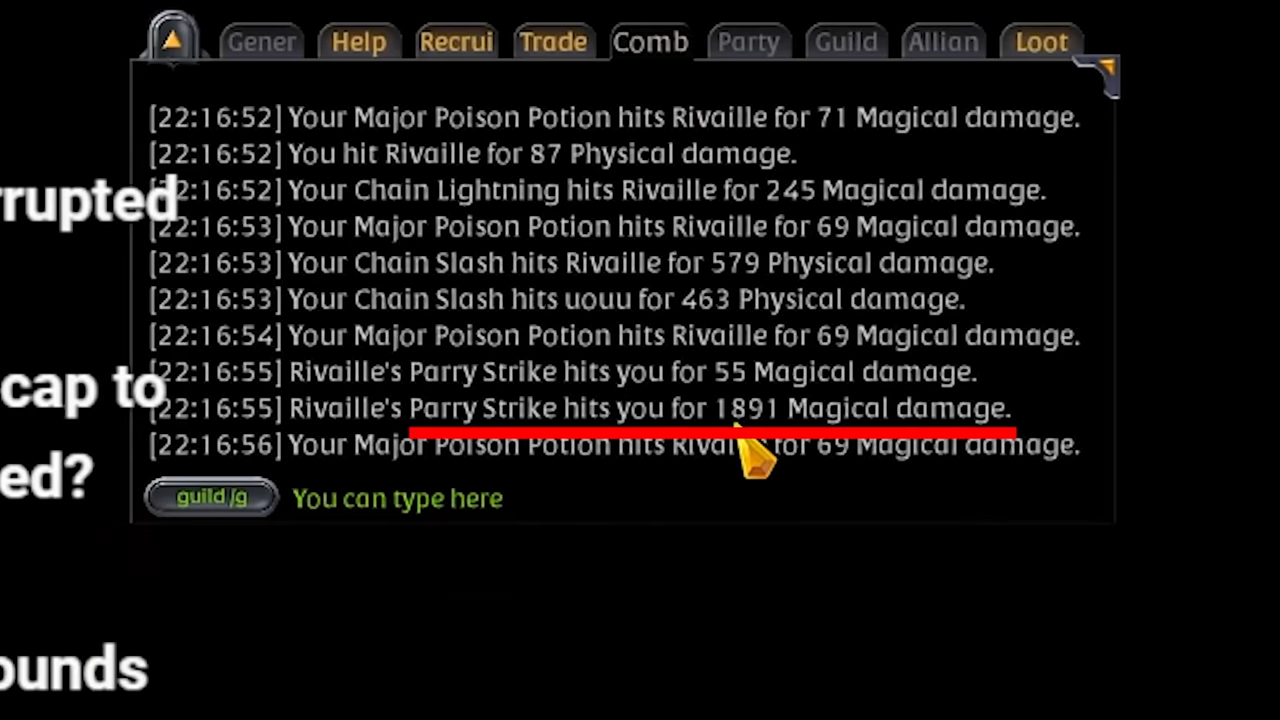 Gener Help Recrui Trade Comb Party Guild Allian Loot
[22:16:52] Your Major Poison Potion hits Rivaille for 71 Magical damage.
[22:16:52] You hit Rivaille for 87 Physical damage.
[22:16:52] Your Chain Lightning hits Rivaille for 245 Magical damage.
rrupted
[22:16:53] Your Major Poison Potion hits Rivaille for 69 Magical damage.
[22:16:53] Your Chain Slash hits Rivaille for 579 Physical damage.
[22:16:53] Your Chain Slash hits uouu for 463 Physical damage.
[22:16:54] Your Major Poison Potion hits Rivaille for 69 Magical damage.
[22:16:55] Rivaille's Parry Strike hits you for 55 Magical damage.
cap to
[22:16:55] Rivaille's Parry Strike hits you for 1891 Magical damage.
[22:16:56] Your Major Poison Potion hits Rivaille for 69 Magical damage.
ed?
guild /g You can type here
ounds